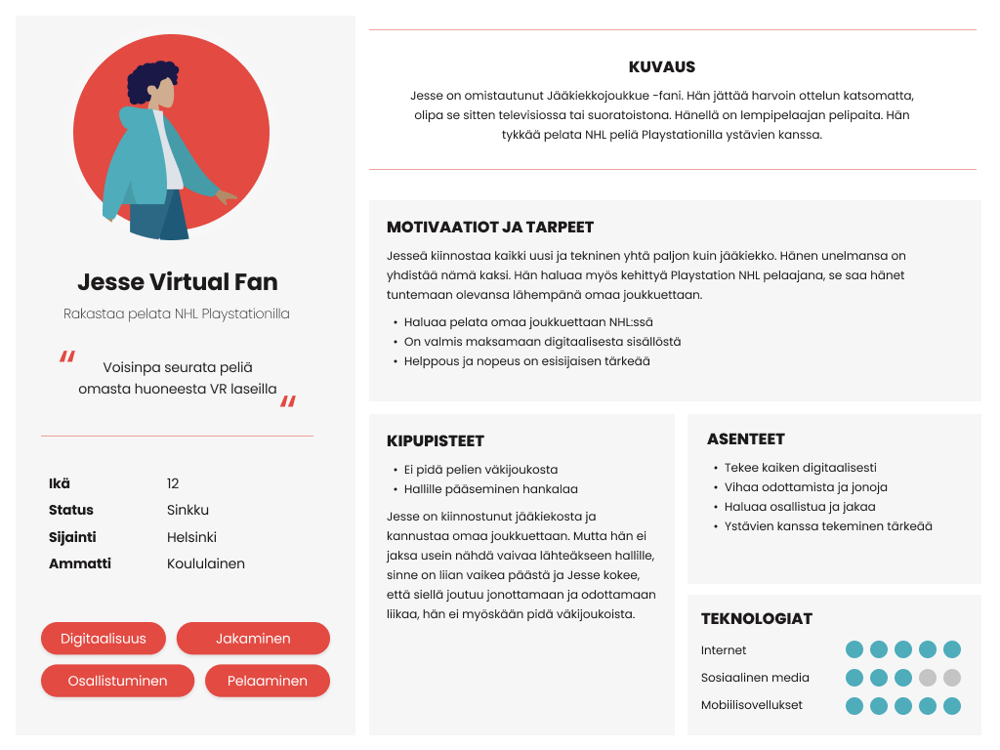 Jesse Virtual Fan
Rakastaa pelata NHL Playstationilla
“ Voisinpa seurata peliä
omasta huoneesta VR laseilla ”
Ikä 12
Status Sinkku
Sijainti Helsinki
Ammatti Koululainen
Digitaalisuus Jakaminen
Osallistuminen Pelaaminen
KUVAUS
Jesse on omistautunut Jääkiekkojoukkue -fani. Hän jättää harvoin ottelun katsomatta,
olipa se sitten televisiossa tai suoratoistona. Hänellä on lempipelaajan pelipaita. Hän
tykkää pelata NHL peliä Playstationilla ystävien kanssa.
MOTIVAATIOT JA TARPEET
Jesseä kiinnostaa kaikki uusi ja tekninen yhtä paljon kuin jääkiekko. Hänen unelmansa on
yhdistää nämä kaksi. Hän haluaa myös kehittyä Playstation NHL pelaajana, se saa hänet
tuntemaan olevansa lähempänä omaa joukkuettaan.
• Haluaa pelata omaa joukkuettaan NHL:ssä
• On valmis maksamaan digitaalisesta sisällöstä
• Helppous ja nopeus on esisijaisen tärkeää
KIPUPISTEET
• Ei pidä pelien väkijoukosta
• Hallille pääseminen hankalaa
Jesse on kiinnostunut jääkiekosta ja
kannustaa omaa joukkuettaan. Mutta hän ei
jaksa usein nähdä vaivaa lähteäkseen hallille,
sinne on liian vaikea päästä ja Jesse kokee,
että siellä joutuu jonottamaan ja odottamaan
liikaa, hän ei myöskään pidä väkijoukoista.
ASENTEET
• Tekee kaiken digitaalisesti
• Vihaa odottamista ja jonoja
• Haluaa osallistua ja jakaa
• Ystävien kanssa tekeminen tärkeää
TEKNOLOGIAT
Internet
Sosiaalinen media
Mobiilisovellukset